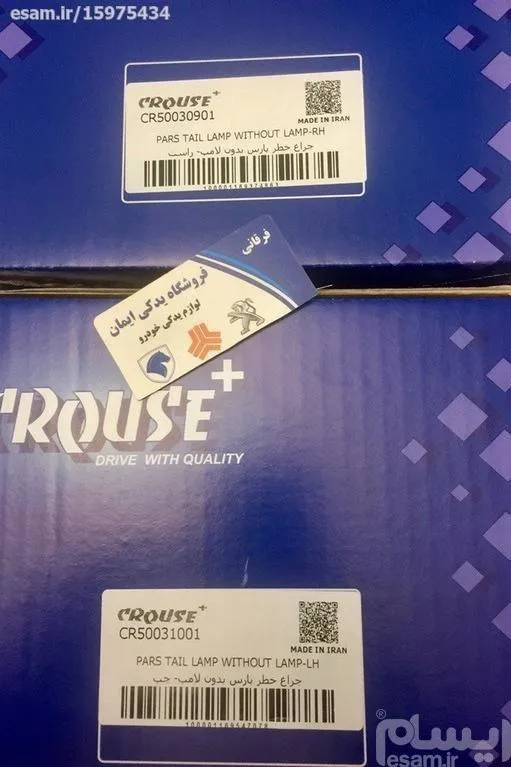 esam.ir/15975434
CROUSE+
CR50030901
MADE IN IRAN
PARS TAIL LAMP WITHOUT LAMP-RH
چراغ خطر پارس بدون لامپ- راست
فرقانی
فروشگاه یدکی ایمان
لوازم یدکی خودرو
CROUSE+
DRIVE WITH QUALITY
CROUSE+
CR50031001
MADE IN IRAN
PARS TAIL LAMP WITHOUT LAMP-LH
چراغ خطر پارس بدون لامپ- چپ
ایسام
esam.ir